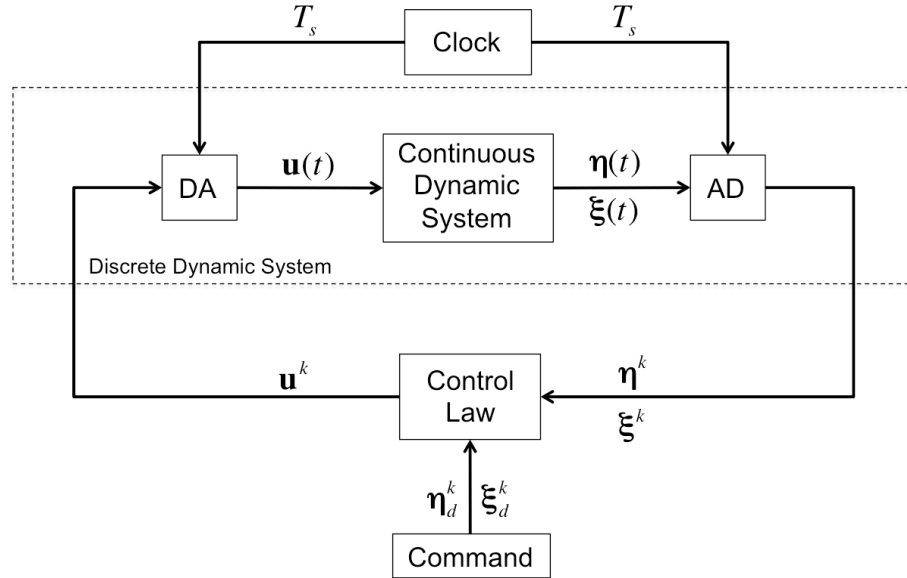 T_s
Clock
T_s
DA
u(t)
Continuous
Dynamic
System
η(t)
ξ(t)
AD
Discrete Dynamic System
u^k
Control
Law
η^k
ξ^k
η_d^k ξ_d^k
Command